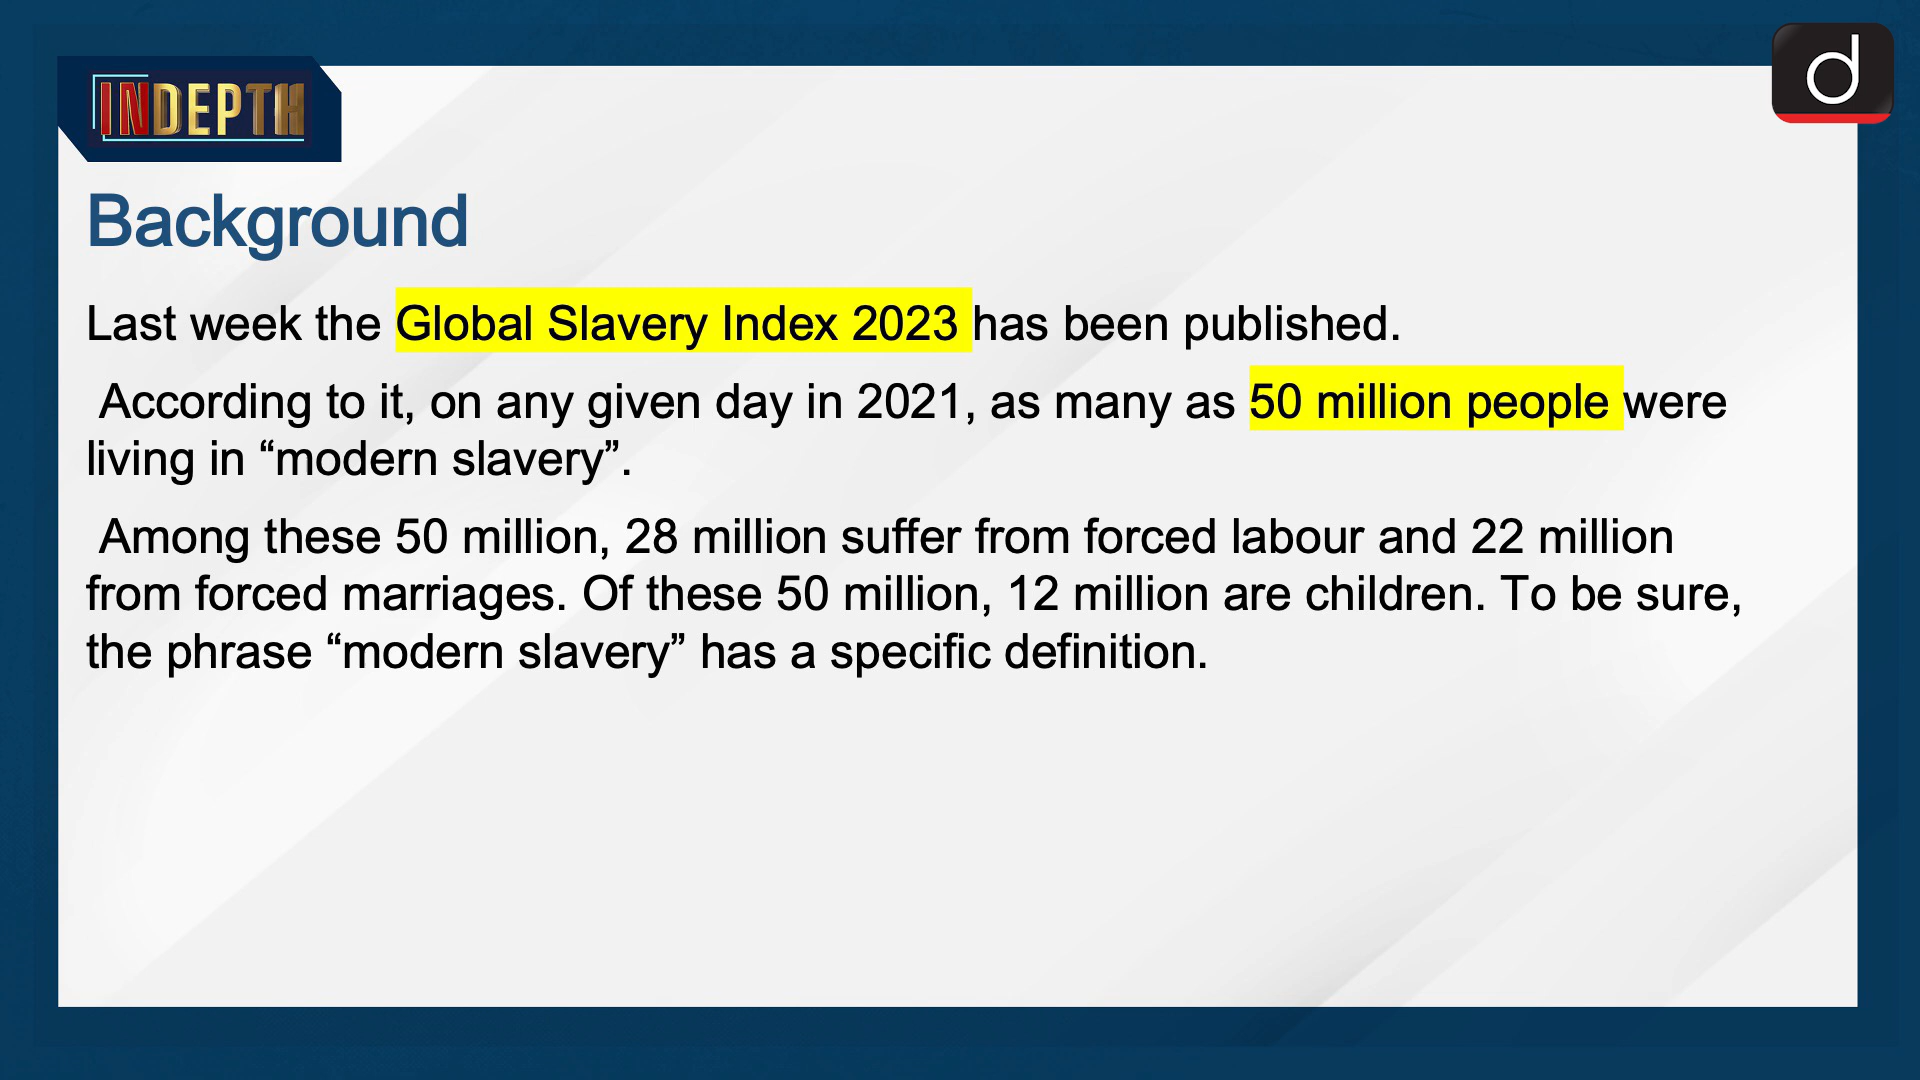 INDEPTH
d
Background
Last week the Global Slavery Index 2023 has been published.
According to it, on any given day in 2021, as many as 50 million people were
living in “modern slavery”.
Among these 50 million, 28 million suffer from forced labour and 22 million
from forced marriages. Of these 50 million, 12 million are children. To be sure,
the phrase “modern slavery” has a specific definition.